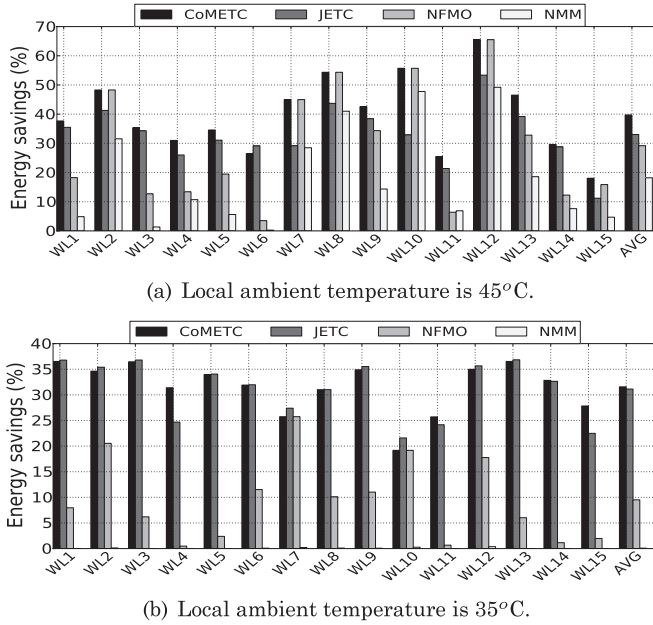 CoMETC JETC NFMO NMM
Energy savings (%)
70
60
50
40
30
20
10
0
WL1 WL2 WL3 WL4 WL5 WL6 WL7 WL8 WL9 WL10 WL11 WL12 WL13 WL14 WL15 AVG
(a) Local ambient temperature is 45°C.
CoMETC JETC NFMO NMM
Energy savings (%)
40
35
30
25
20
15
10
5
0
WL1 WL2 WL3 WL4 WL5 WL6 WL7 WL8 WL9 WL10 WL11 WL12 WL13 WL14 WL15 AVG
(b) Local ambient temperature is 35°C.